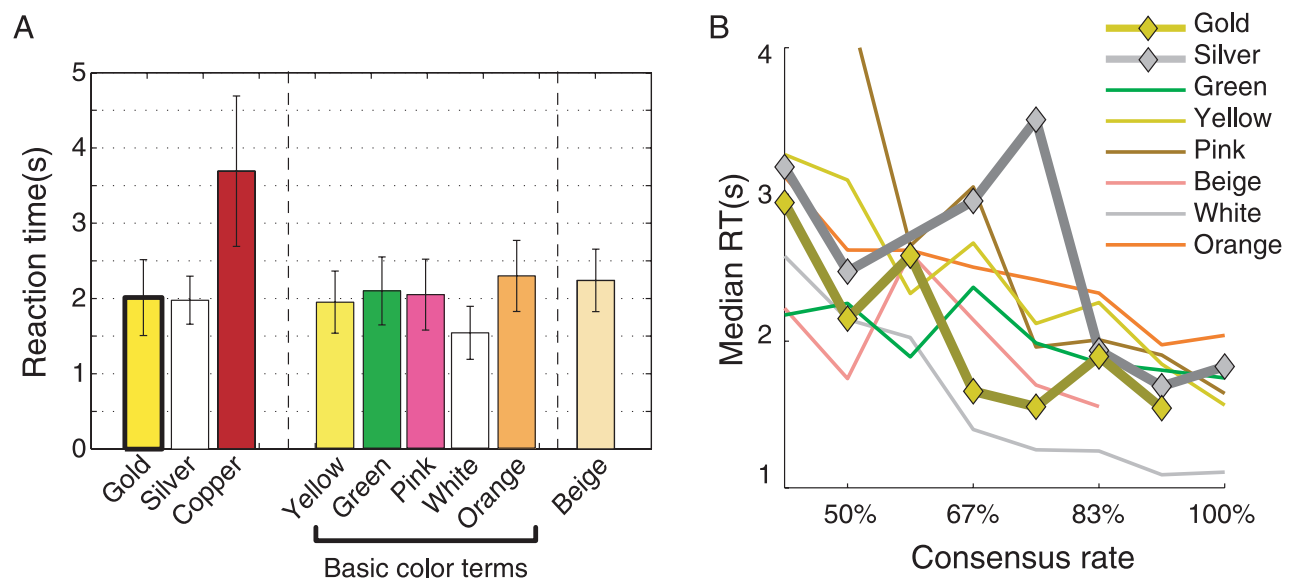 A
Reaction time(s)
5
4
3
2
1
0
Gold
Silver
Copper
Yellow
Green
Pink
White
Orange
Beige
Basic color terms
B
Median RT(s)
4
3
2
1
50%
67%
83%
100%
Consensus rate
Gold
Silver
Green
Yellow
Pink
Beige
White
Orange